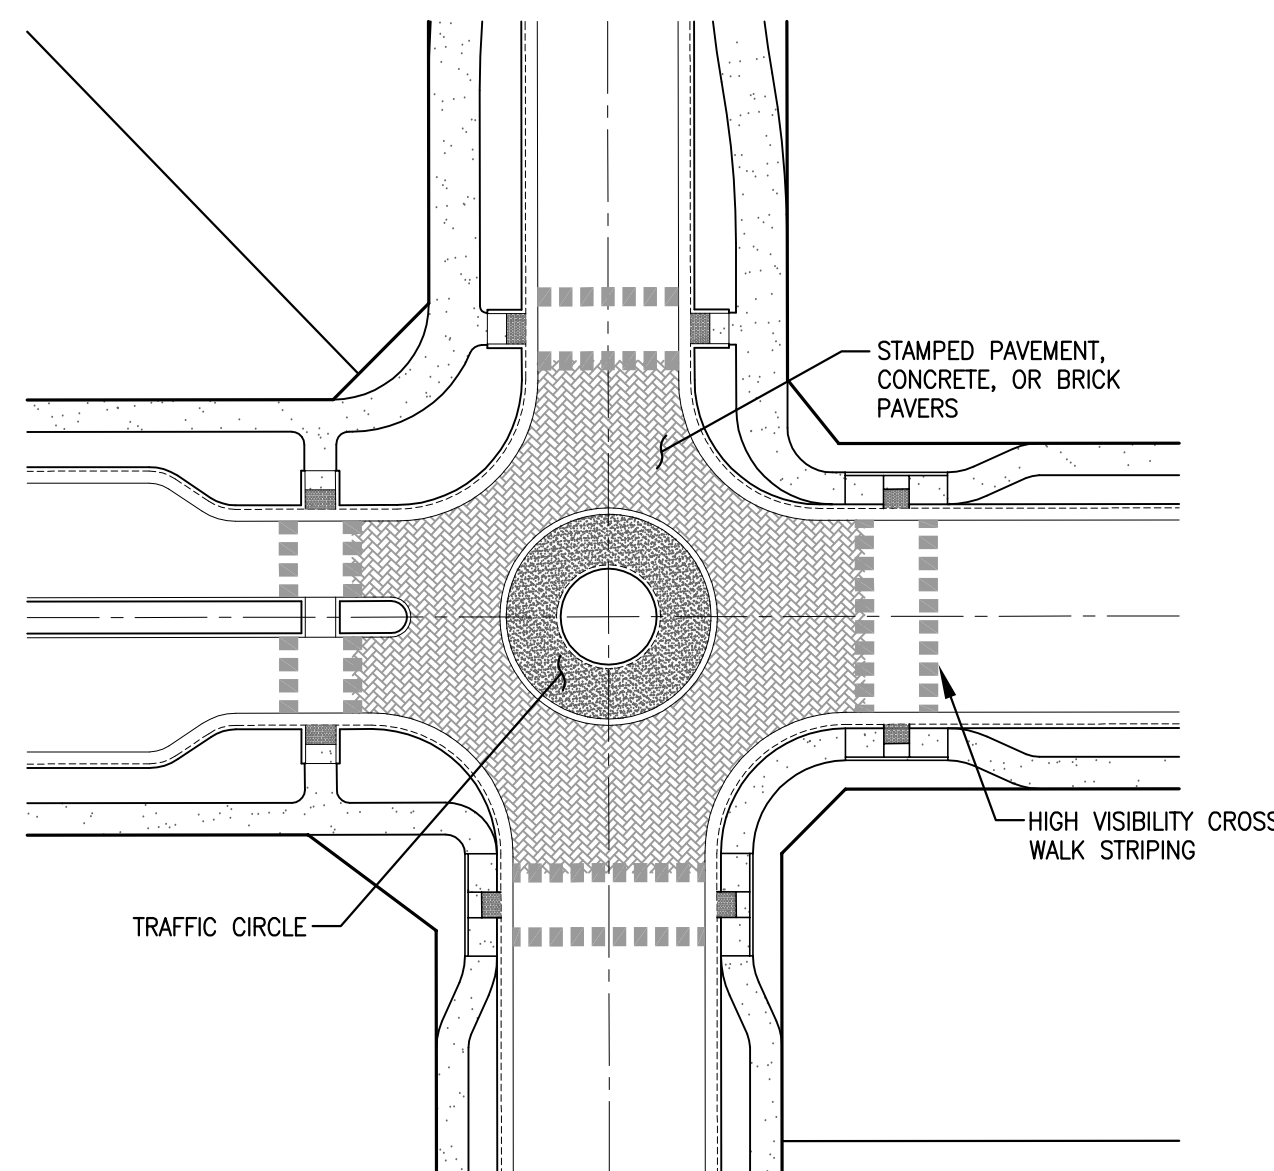 STAMPED PAVEMENT,
CONCRETE, OR BRICK
PAVERS
HIGH VISIBILITY CROSS
WALK STRIPING
TRAFFIC CIRCLE